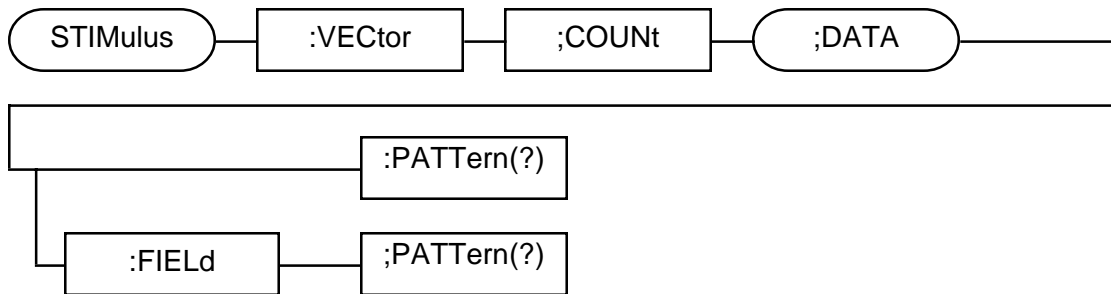 STIMulus :VECtor ;COUNt ;DATA
:PATTern(?)
:FIELd ;PATTern(?)